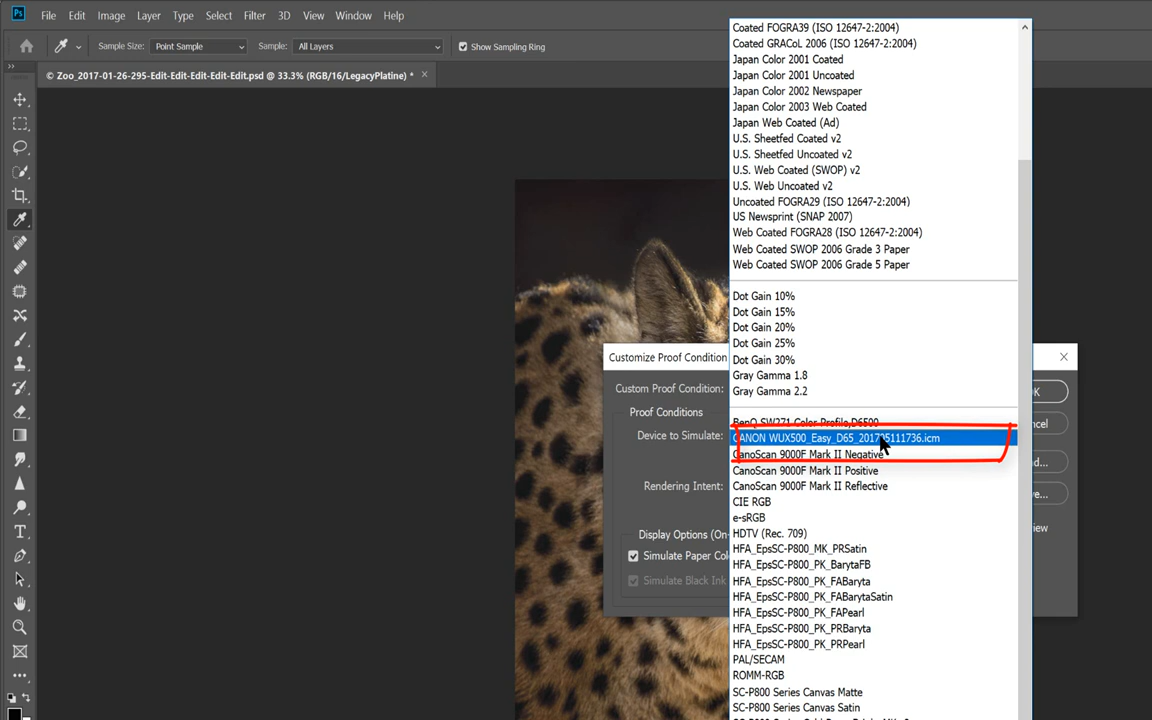 Ps File Edit Image Layer Type Select Filter 3D View Window Help
Sample Size: Point Sample Sample: All Layers Show Sampling Ring
© Zoo_2017-01-26-295-Edit-Edit-Edit-Edit-Edit.psd @ 33.3% (RGB/16/LegacyPlatine) *
Coated FOGRA39 (ISO 12647-2:2004)
Coated GRACoL 2006 (ISO 12647-2:2004)
Japan Color 2001 Coated
Japan Color 2001 Uncoated
Japan Color 2002 Newspaper
Japan Color 2003 Web Coated
Japan Web Coated (Ad)
U.S. Sheetfed Coated v2
U.S. Sheetfed Uncoated v2
U.S. Web Coated (SWOP) v2
U.S. Web Uncoated v2
Uncoated FOGRA29 (ISO 12647-2:2004)
US Newsprint (SNAP 2007)
Web Coated FOGRA28 (ISO 12647-2:2004)
Web Coated SWOP 2006 Grade 3 Paper
Web Coated SWOP 2006 Grade 5 Paper
Dot Gain 10%
Dot Gain 15%
Dot Gain 20%
Dot Gain 25%
Dot Gain 30%
Gray Gamma 1.8
Gray Gamma 2.2
BenQ SW271 Color Profile,D6500
CANON WUX500_Easy_D65_201705111736.icm
CanoScan 9000F Mark II Negative
CanoScan 9000F Mark II Positive
CanoScan 9000F Mark II Reflective
CIE RGB
e-sRGB
HDTV (Rec. 709)
HFA_EpsSC-P800_MK_PRSatin
HFA_EpsSC-P800_PK_BarytaFB
HFA_EpsSC-P800_PK_FABaryta
HFA_EpsSC-P800_PK_FABarytaSatin
HFA_EpsSC-P800_PK_FAPearl
HFA_EpsSC-P800_PK_PRBaryta
HFA_EpsSC-P800_PK_PRPearl
PAL/SECAM
ROMM-RGB
SC-P800 Series Canvas Matte
SC-P800 Series Canvas Satin
Customize Proof Condition
Custom Proof Condition:
Proof Conditions
Device to Simulate:
Rendering Intent:
Display Options (On-
Simulate Paper Col
Simulate Black Ink
K
ncel
d...
e...
iew